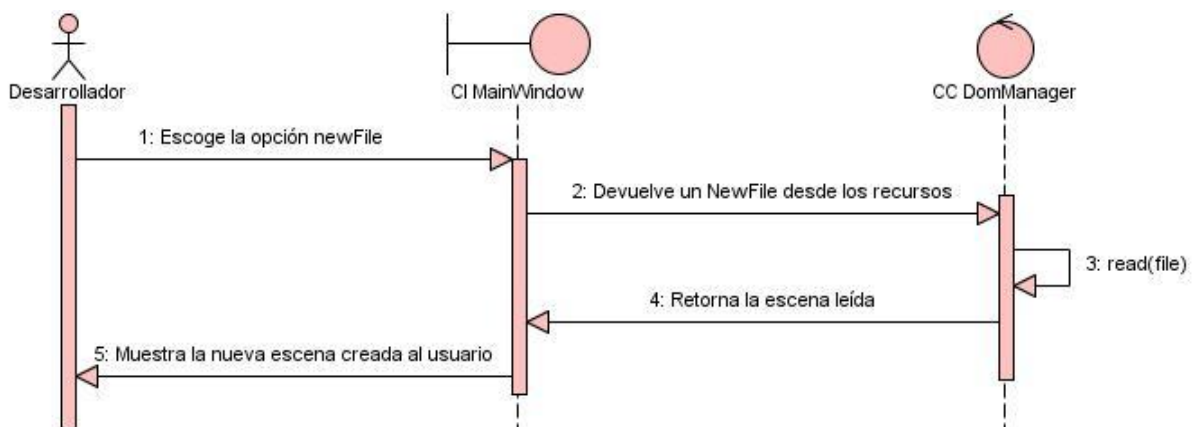 Desarrollador
CI MainWindow
CC DomManager
1: Escoge la opción newFile
2: Devuelve un NewFile desde los recursos
3: read(file)
4: Retorna la escena leída
5: Muestra la nueva escena creada al usuario